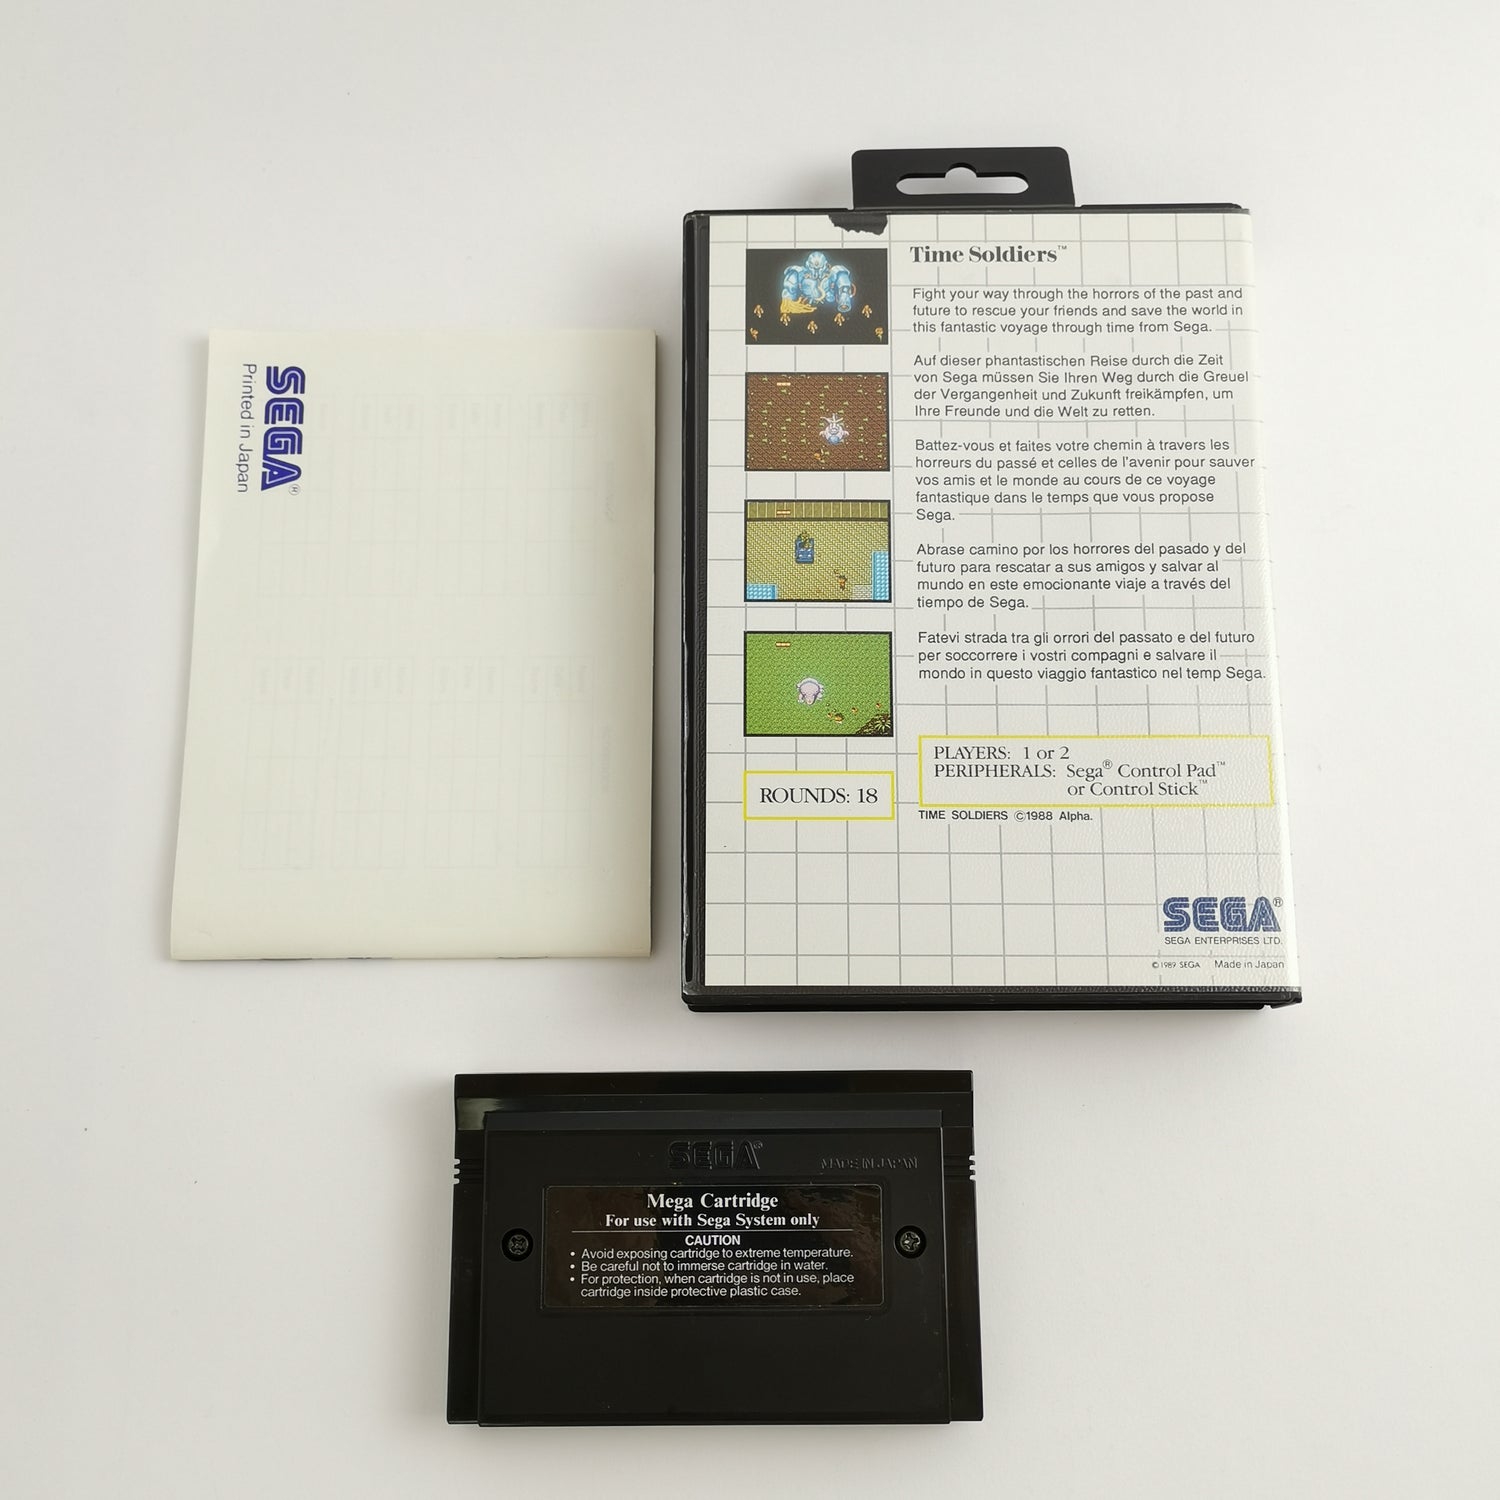 SEGA®
Printed in Japan
Time Soldiers™
Fight your way through the horrors of the past and
future to rescue your friends and save the world in
this fantastic voyage through time from Sega.
Auf dieser phantastischen Reise durch die Zeit
von Sega müssen Sie Ihren Weg durch die Greuel
der Vergangenheit und Zukunft freikämpfen, um
Ihre Freunde und die Welt zu retten.
Battez-vous et faites votre chemin à travers les
horreurs du passé et celles de l'avenir pour sauver
vos amis et le monde au cours de ce voyage
fantastique dans le temps que vous propose
Sega.
Abrase camino por los horrores del pasado y del
futuro para rescatar a sus amigos y salvar al
mundo en este emocionante viaje a través del
tiempo de Sega.
Fatevi strada tra gli orrori del passato e del futuro
per soccorrere i vostri compagni e salvare il
mondo in questo viaggio fantastico nel temp Sega.
ROUNDS: 18
PLAYERS: 1 or 2
PERIPHERALS: Sega® Control Pad™
or Control Stick™
TIME SOLDIERS ©1988 Alpha.
SEGA®
SEGA ENTERPRISES LTD.
©1989 SEGA Made in Japan
SEGA®
MADE IN JAPAN
Mega Cartridge
For use with Sega System only
CAUTION
• Avoid exposing cartridge to extreme temperature.
• Be careful not to immerse cartridge in water.
• For protection, when cartridge is not in use, place
cartridge inside protective plastic case.